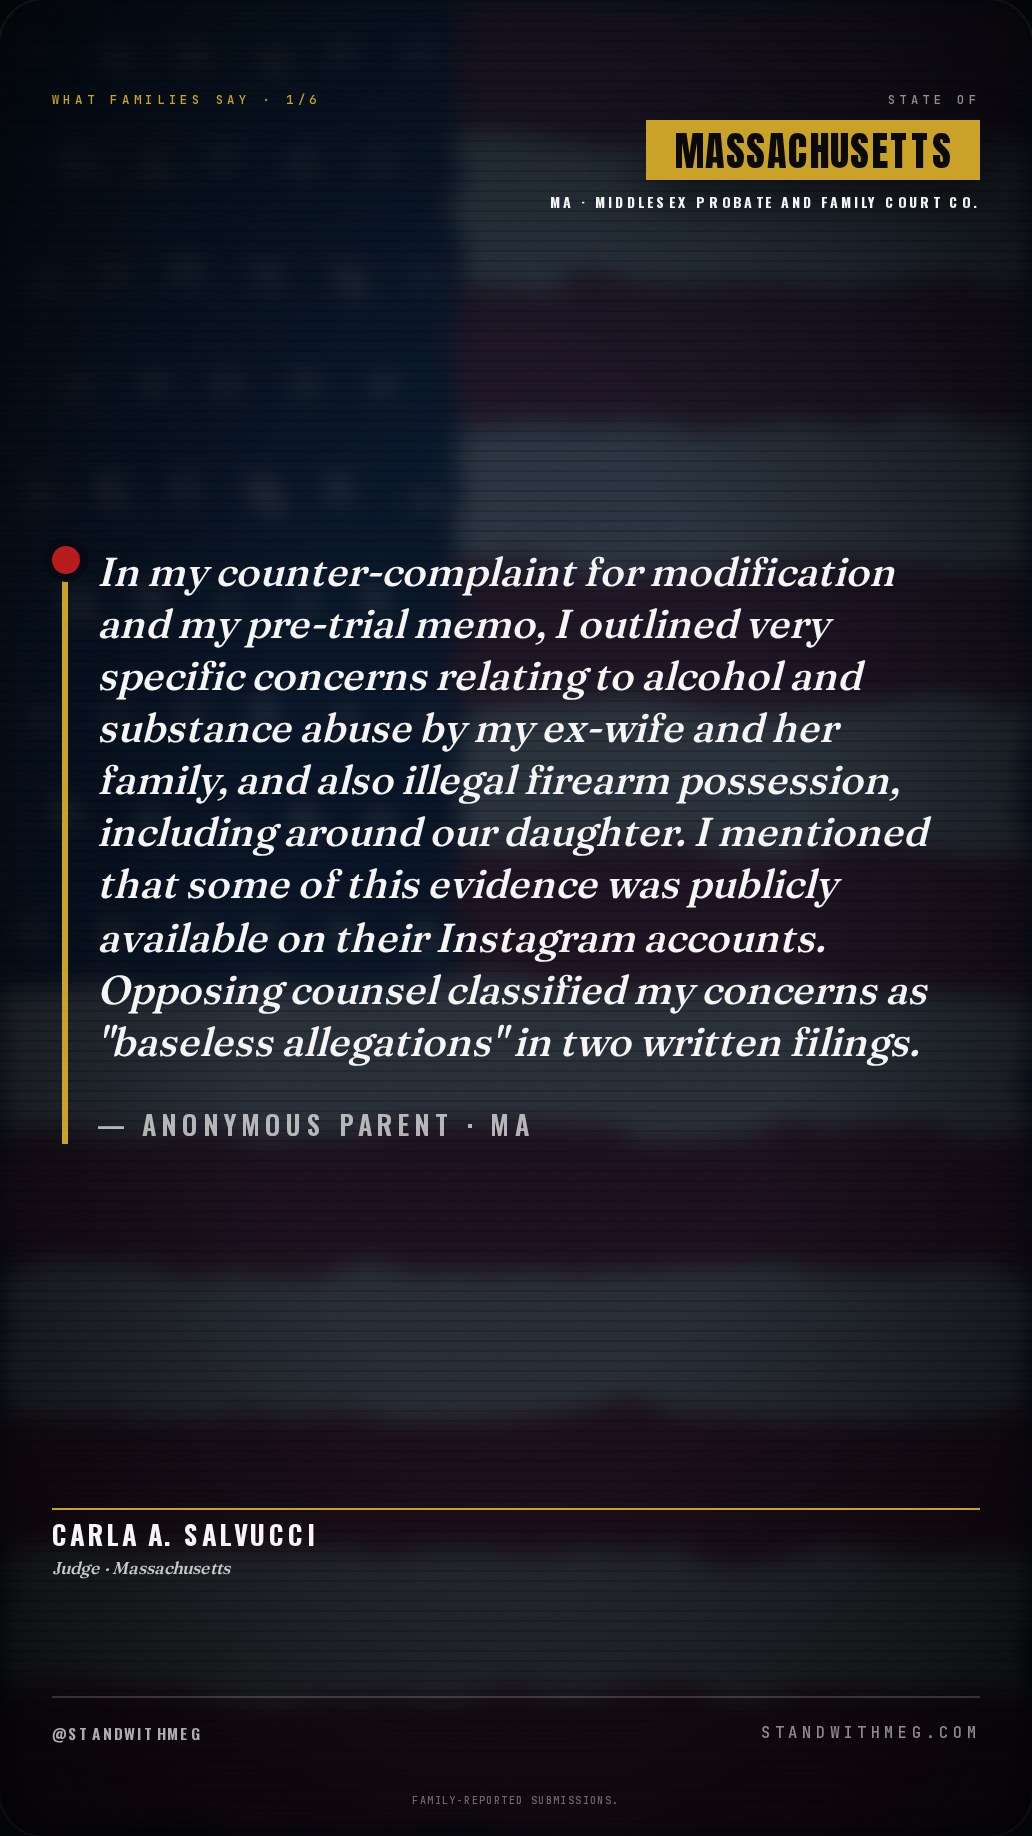 WHAT FAMILIES SAY · 1/6
STATE OF
MASSACHUSETTS
MA · MIDDLESEX PROBATE AND FAMILY COURT CO.
In my counter-complaint for modification
and my pre-trial memo, I outlined very
specific concerns relating to alcohol and
substance abuse by my ex-wife and her
family, and also illegal firearm possession,
including around our daughter. I mentioned
that some of this evidence was publicly
available on their Instagram accounts.
Opposing counsel classified my concerns as
"baseless allegations" in two written filings.
— ANONYMOUS PARENT · MA
CARLA A. SALVUCCI
Judge · Massachusetts
@STANDWITHMEG
STANDWITHMEG.COM
FAMILY-REPORTED SUBMISSIONS.